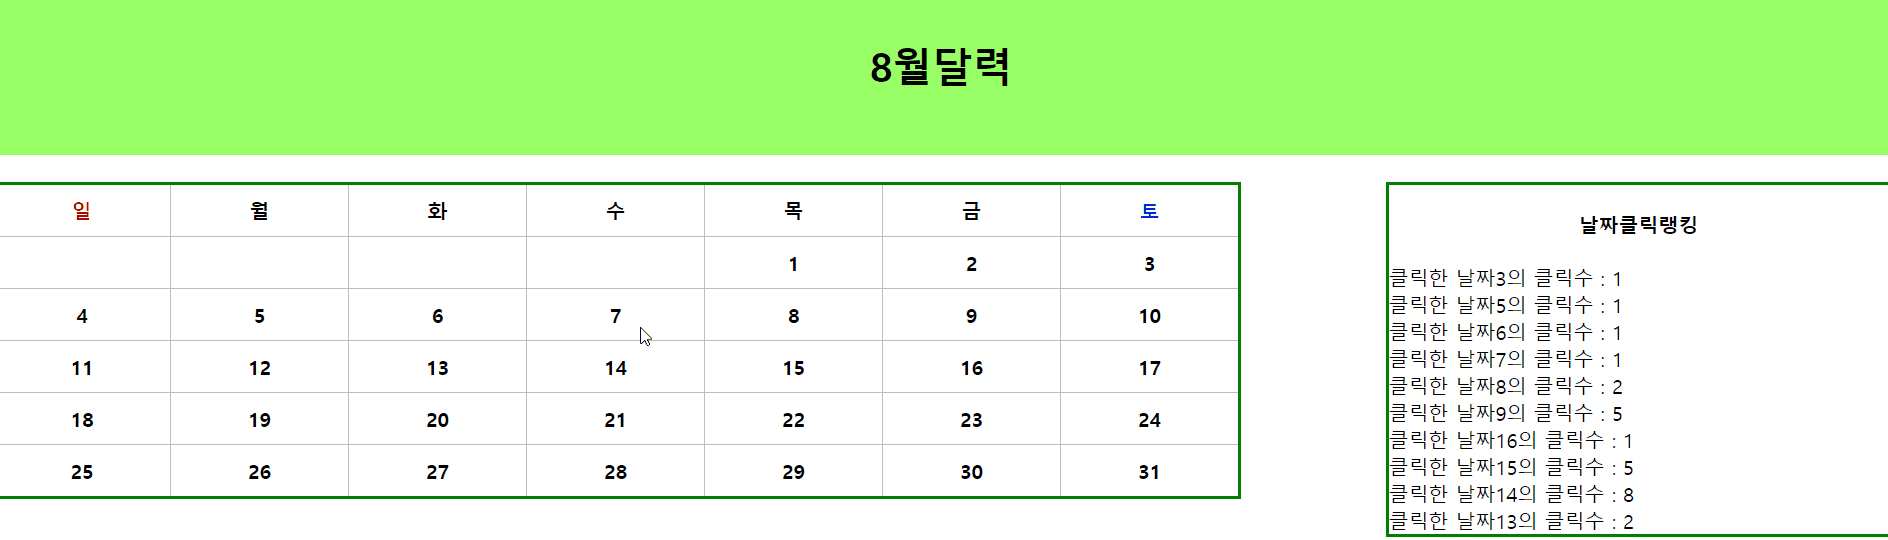 8월달력
일 월 화 수 목 금 토
1 2 3
4 5 6 7 8 9 10
11 12 13 14 15 16 17
18 19 20 21 22 23 24
25 26 27 28 29 30 31
날짜클릭랭킹
클릭한 날짜3의 클릭수 : 1
클릭한 날짜5의 클릭수 : 1
클릭한 날짜6의 클릭수 : 1
클릭한 날짜7의 클릭수 : 1
클릭한 날짜8의 클릭수 : 2
클릭한 날짜9의 클릭수 : 5
클릭한 날짜16의 클릭수 : 1
클릭한 날짜15의 클릭수 : 5
클릭한 날짜14의 클릭수 : 8
클릭한 날짜13의 클릭수 : 2